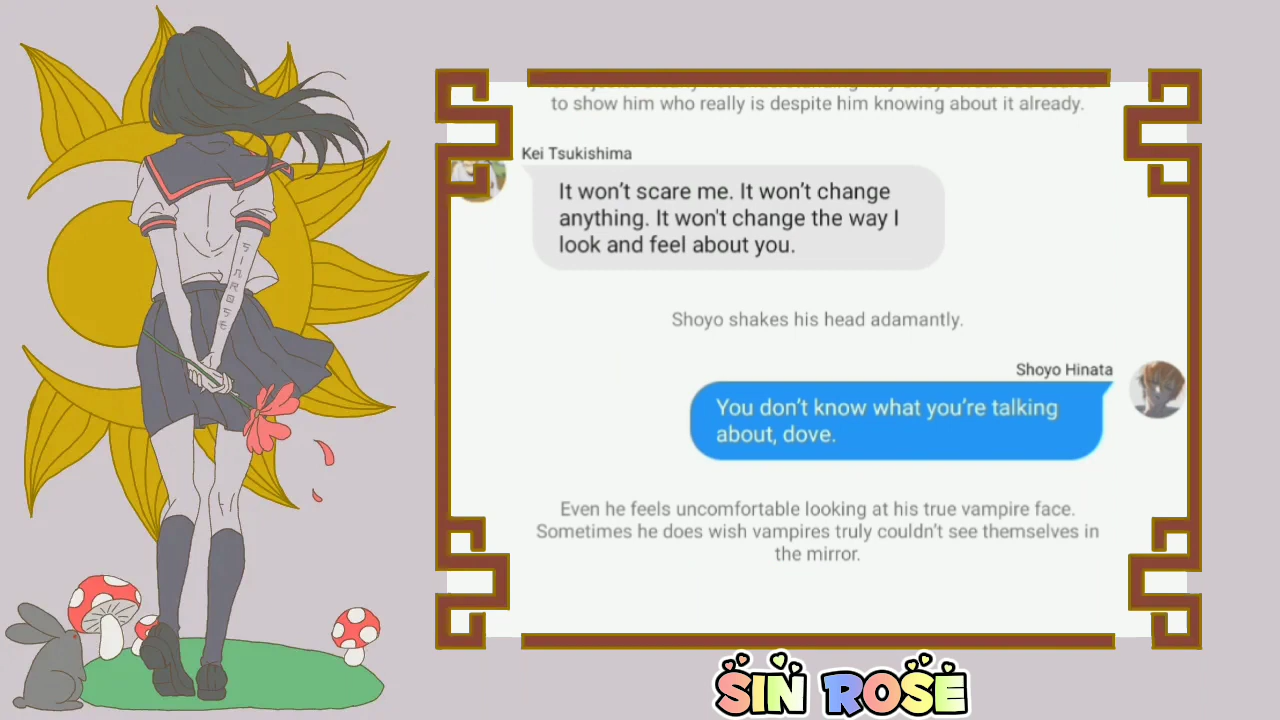 to show him who really is despite him knowing about it already.
Kei Tsukishima
It won’t scare me. It won’t change
anything. It won't change the way I
look and feel about you.
Shoyo shakes his head adamantly.
Shoyo Hinata
You don’t know what you’re talking
about, dove.
Even he feels uncomfortable looking at his true vampire face.
Sometimes he does wish vampires truly couldn’t see themselves in
the mirror.
SINROSE
SIN ROSE